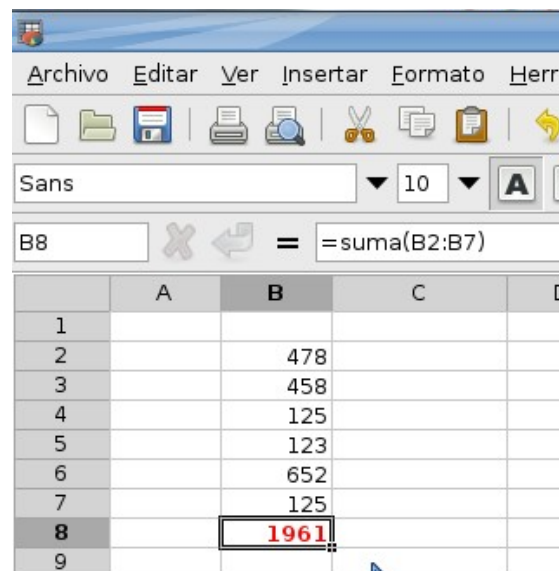 Archivo Editar Ver Insertar Formato Herr
Sans 10 A
B8 = =suma(B2:B7)
A B C
1
2 478
3 458
4 125
5 123
6 652
7 125
8 1961
9